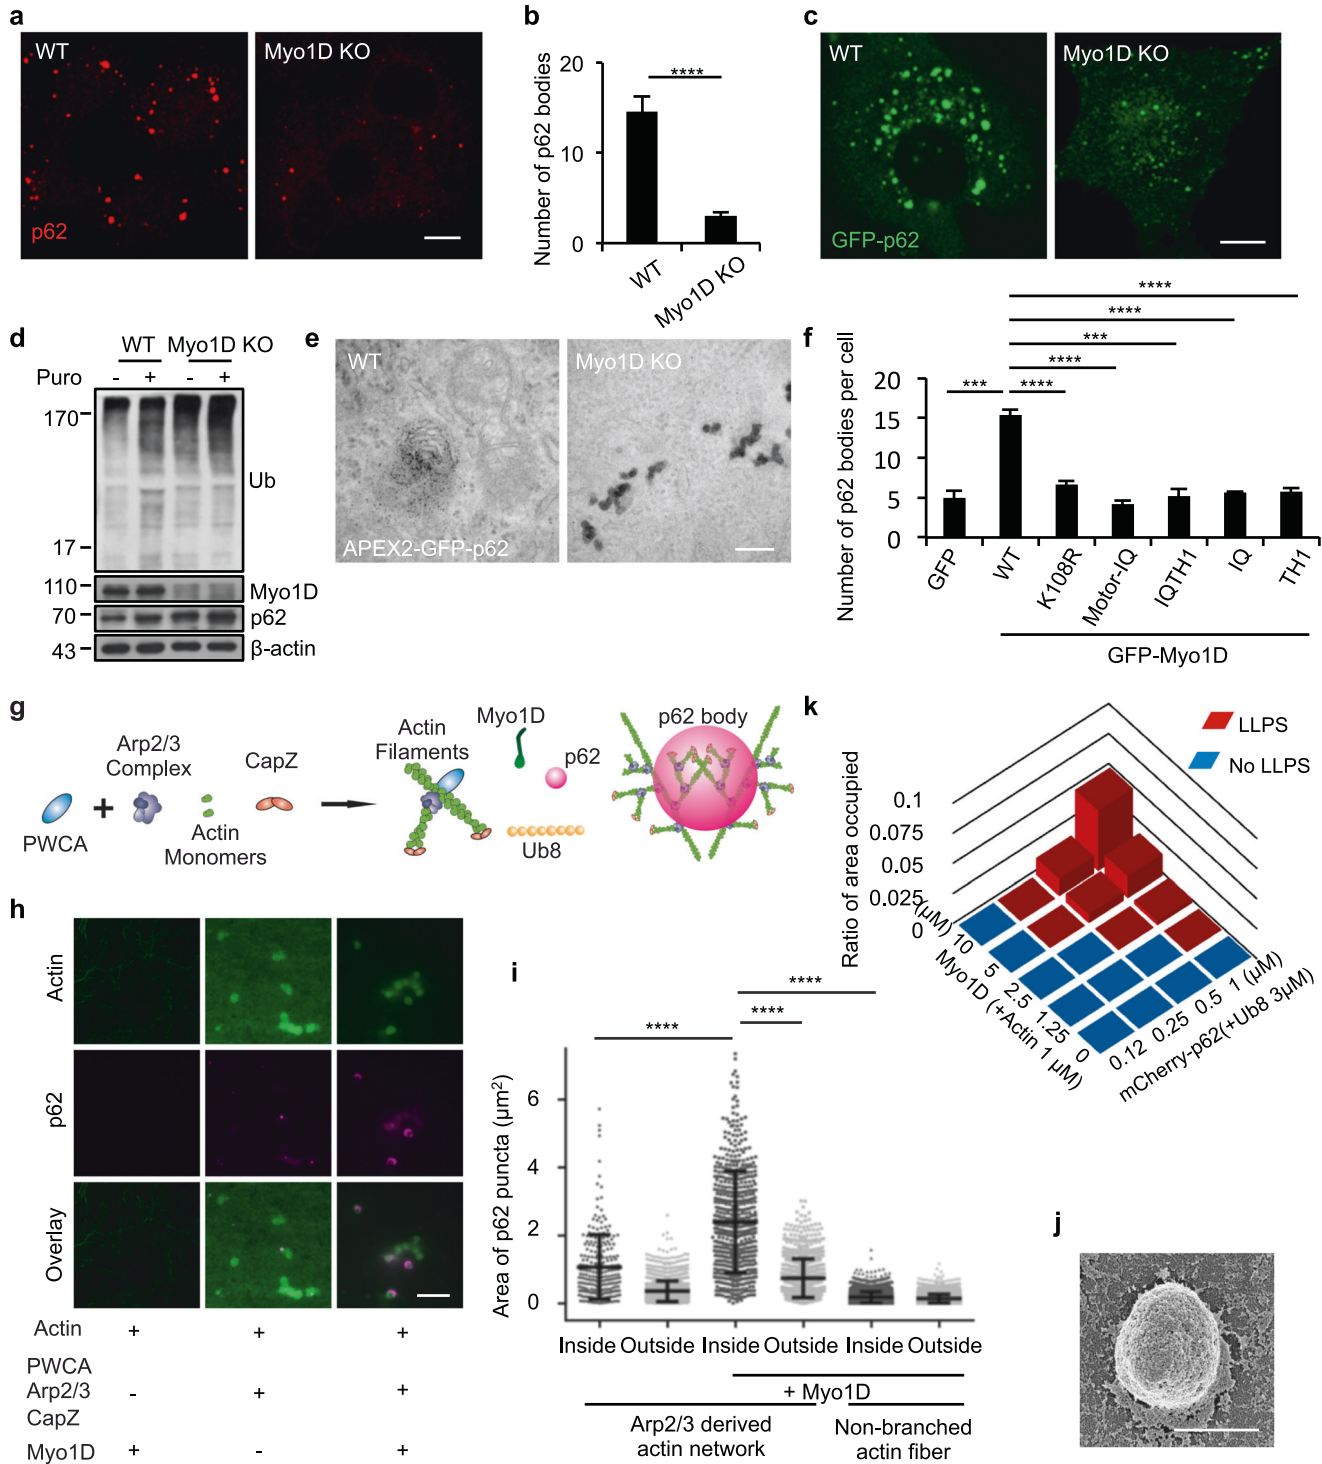 a
WT
Myo1D KO
p62
b
Number of p62 bodies
20
10
0
****
WT
Myo1D KO
c
WT
Myo1D KO
GFP-p62
d
WT Myo1D KO
Puro - + - +
170
17
Ub
110
Myo1D
70
p62
43
β-actin
e
WT
Myo1D KO
APEX2-GFP-p62
f
Number of p62 bodies per cell
20
15
10
5
0
****
****
***
****
*** ****
GFP
WT
K108R
Motor-IQ
IQTH1
IQ
TH1
GFP-Myo1D
g
PWCA
Arp2/3
Complex
Actin
Monomers
CapZ
Actin
Filaments
Myo1D
p62
Ub8
p62 body
h
Actin
p62
Overlay
Actin + + +
PWCA
Arp2/3 - + +
CapZ
Myo1D + - +
i
Area of p62 puncta (µm²)
6
4
2
0
****
****
****
Inside Outside Inside Outside Inside Outside
+ Myo1D
Arp2/3 derived
actin network
Non-branched
actin fiber
j
k
LLPS
No LLPS
Ratio of area occupied
0.1
0.075
0.05
0.025
0
(µM) 10 5 2.5 1.25 0
Myo1D (+Actin 1 µM)
0.12 0.25 0.5 1 (µM)
mCherry-p62(+Ub8 3µM)